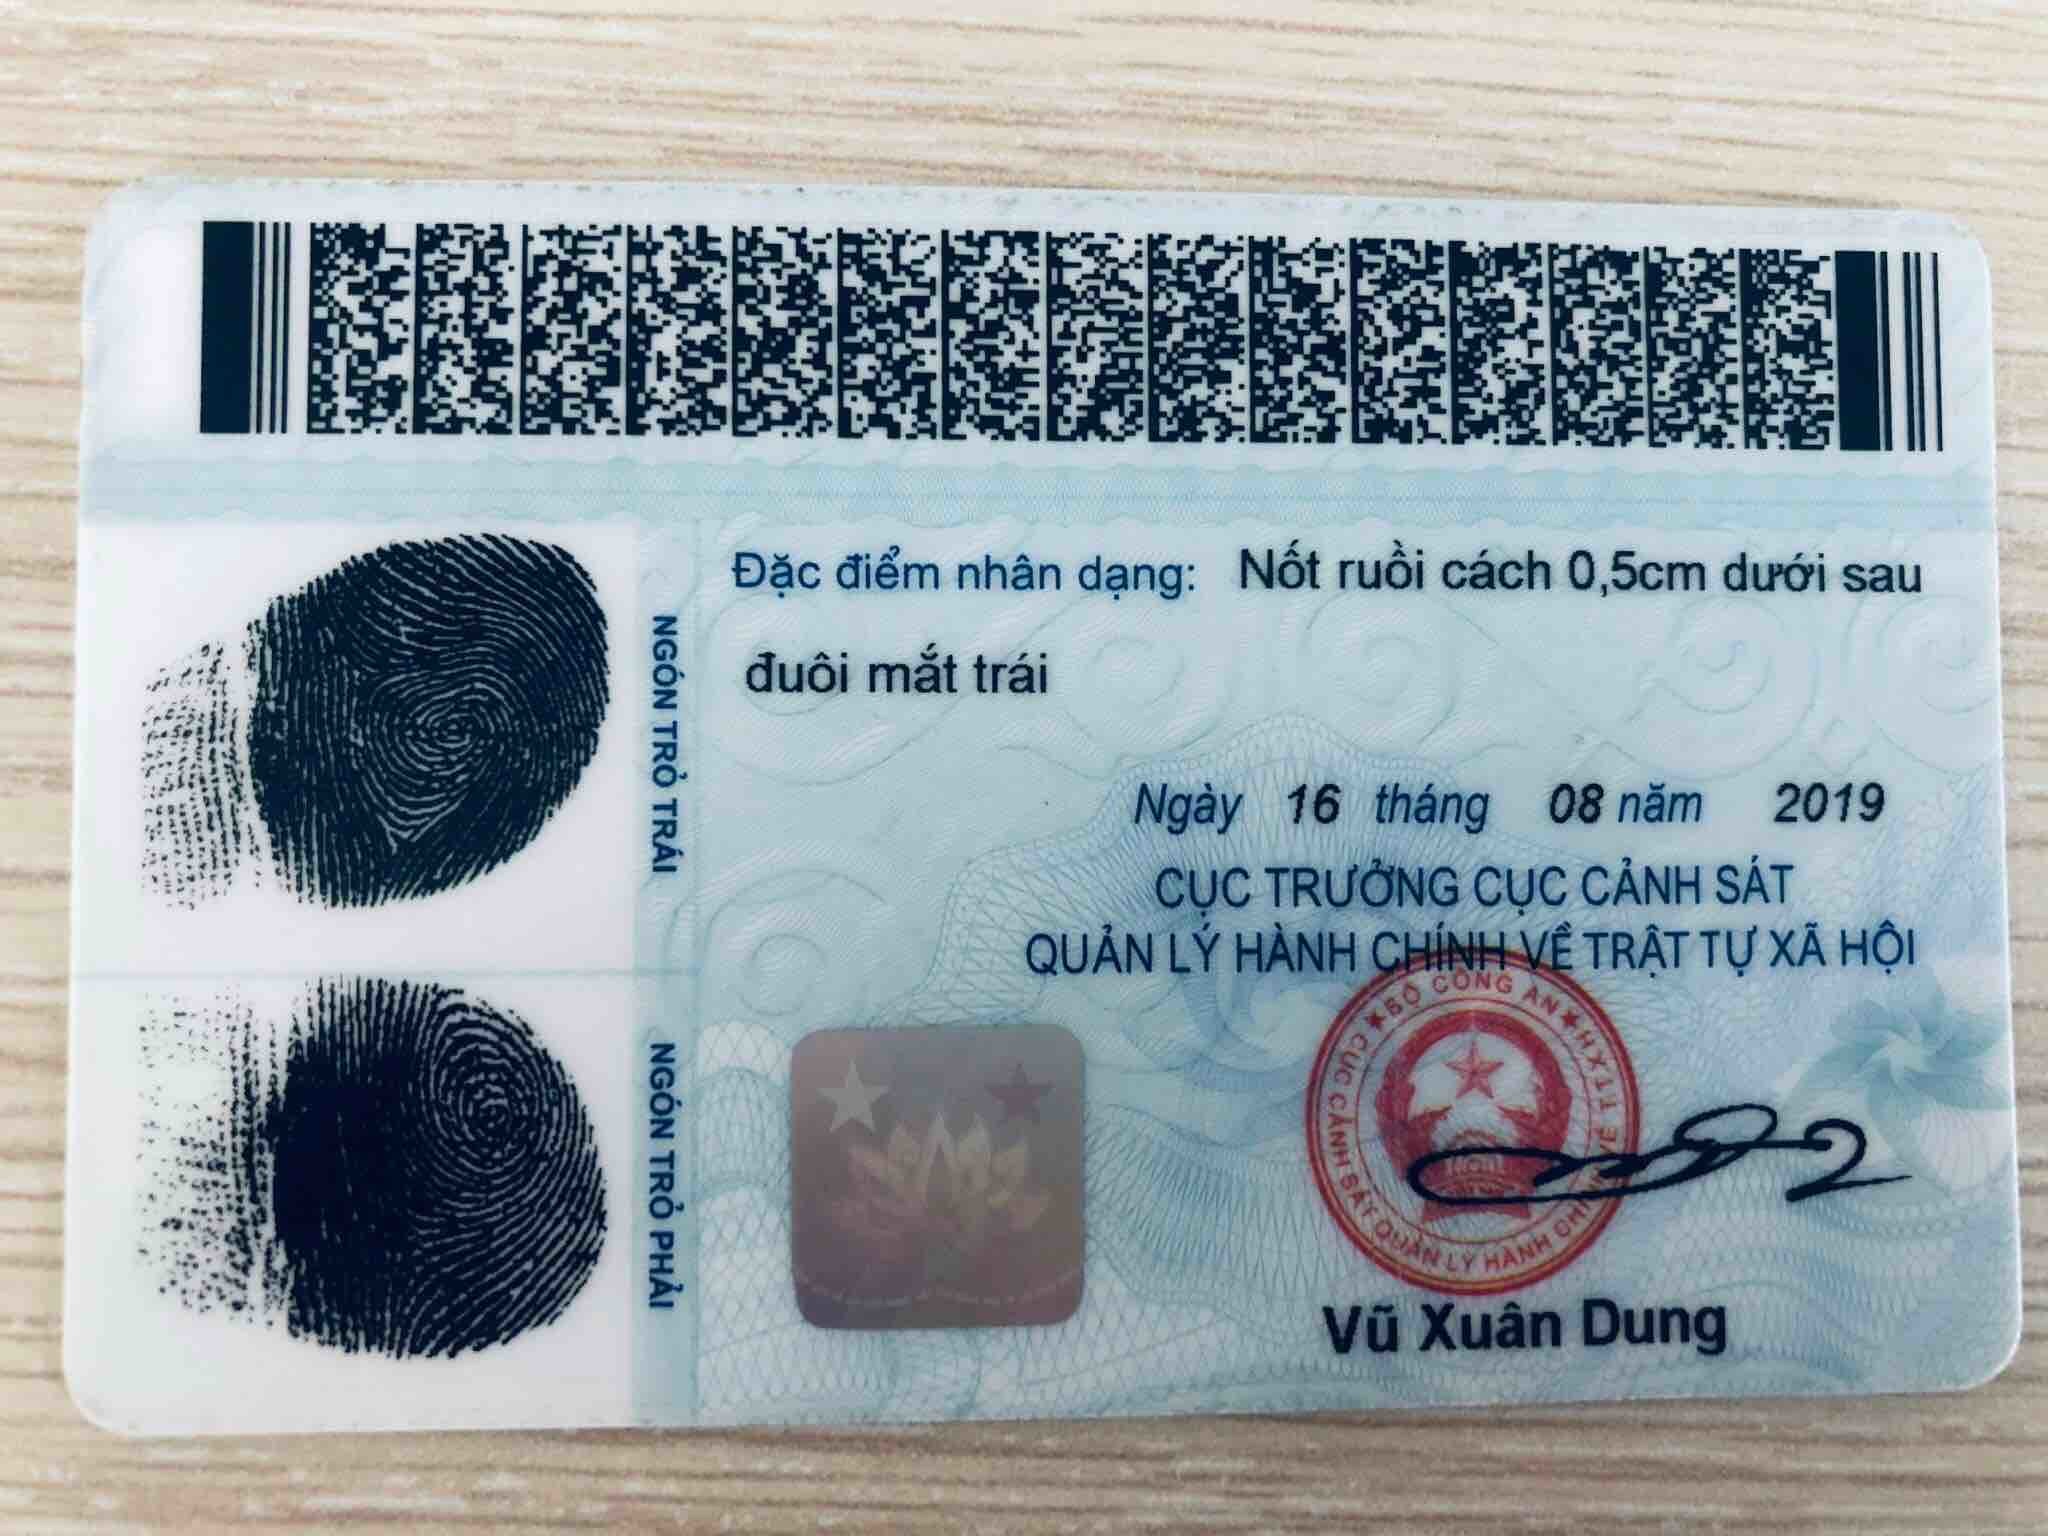 Đặc điểm nhân dạng: Nốt ruồi cách 0,5cm dưới sau
đuôi mắt trái
NGÓN TRỎ TRÁI
Ngày 16 tháng 08 năm 2019
CỤC TRƯỞNG CỤC CẢNH SÁT
QUẢN LÝ HÀNH CHÍNH VỀ TRẬT TỰ XÃ HỘI
NGÓN TRỎ PHẢI
BỘ CÔNG AN
CỤC CẢNH SÁT QUẢN LÝ HÀNH CHÍNH VỀ TTXH
Vũ Xuân Dung